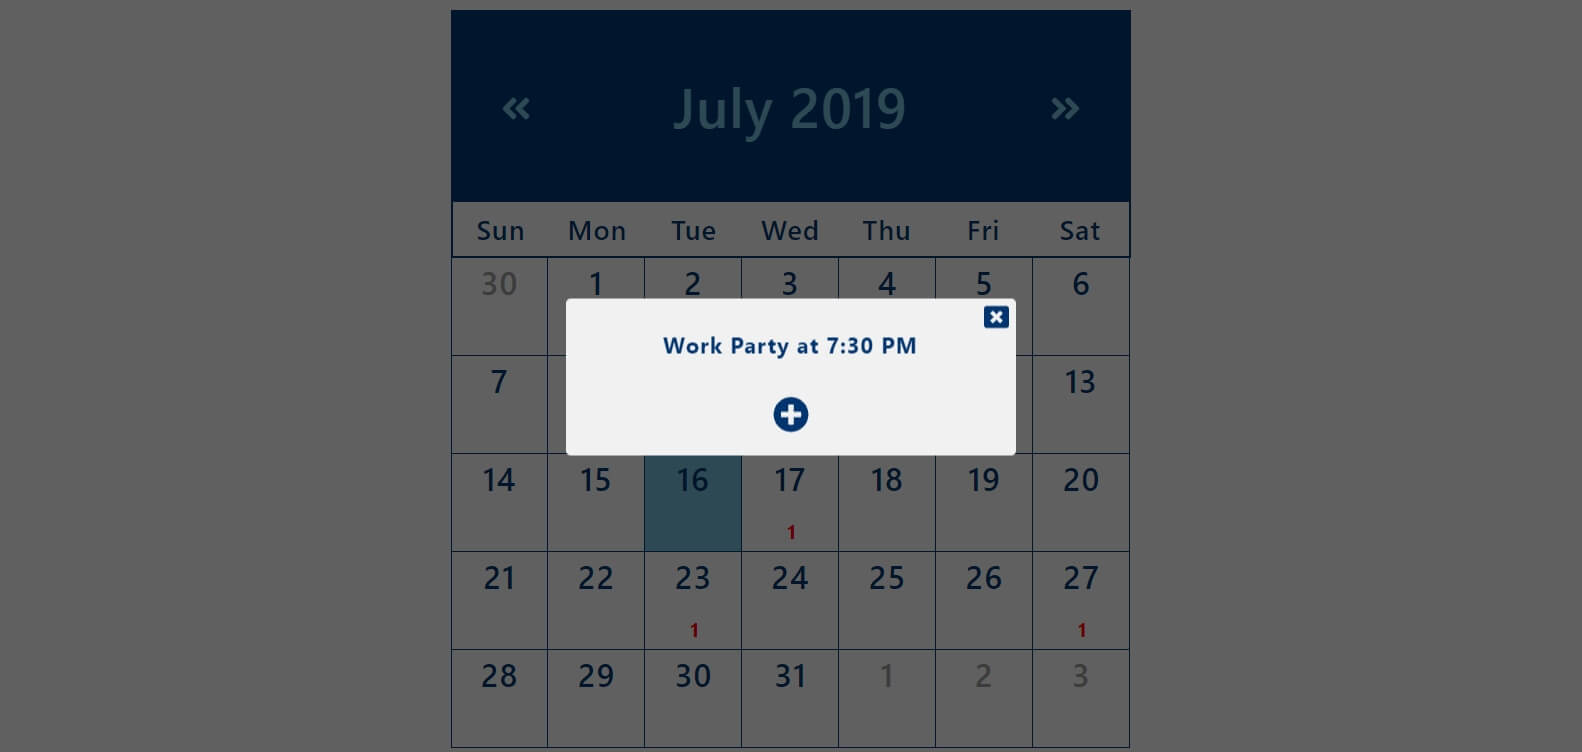 « July 2019 »
Sun Mon Tue Wed Thu Fri Sat
30 1 2 3 4 5 6
Work Party at 7:30 PM
7 13
14 15 16 17 18 19 20
1
21 22 23 24 25 26 27
1 1
28 29 30 31 1 2 3